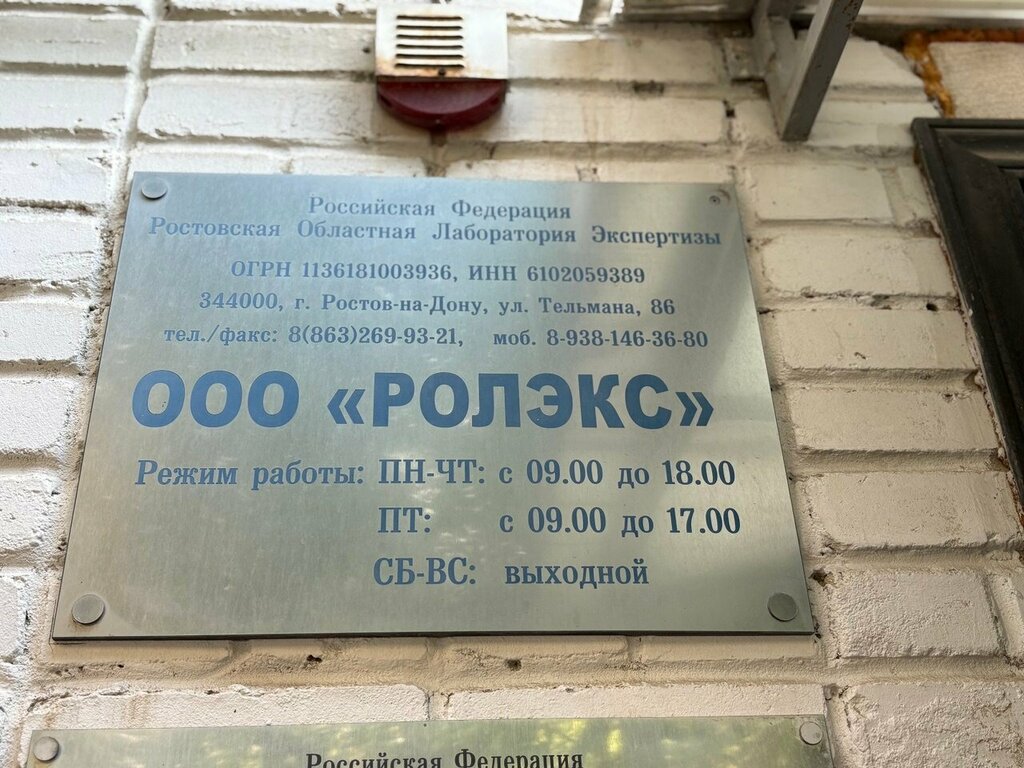 Российская Федерация
Ростовская Областная Лаборатория Экспертизы
ОГРН 1136181003936, ИНН 6102059389
344000, г. Ростов-на-Дону, ул. Тельмана, 86
тел./факс: 8(863)269-93-21, моб. 8-938-146-36-80
ООО «РОЛЭКС»
Режим работы: ПН-ЧТ: с 09.00 до 18.00
ПТ: с 09.00 до 17.00
СБ-ВС: выходной
Российская Федерация